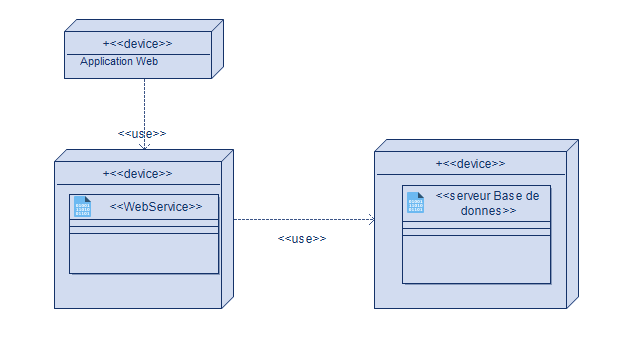 +<<device>>
Application Web
<<use>>
+<<device>>
<<WebService>>
<<use>>
+<<device>>
<<serveur Base de
donnes>>